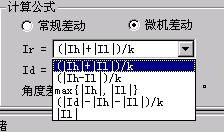 计算公式
常规差动 微机差动
Ir = (|Ih|+|Il|)/k
Id = (|Ih|+|Il|)/k
(|Ih-Il|)/k
角度差 max{|Ih|,|Il|}
(|Id|-|Ih|-|Il|)/k
|Il|